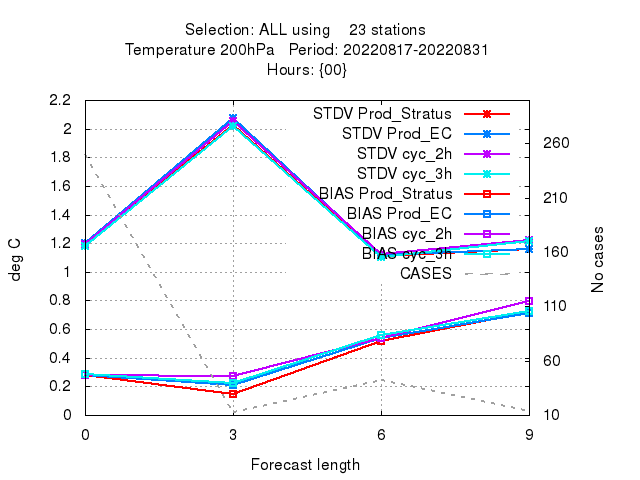 Selection: ALL using 23 stations
Temperature 200hPa Period: 20220817-20220831
Hours: {00}
2.2
2
1.8
1.6
1.4
1.2
1
0.8
0.6
0.4
0.2
0
deg C
STDV Prod_Stratus
STDV Prod_EC
STDV cyc_2h
STDV cyc_3h
BIAS Prod_Stratus
BIAS Prod_EC
BIAS cyc_2h
BIAS cyc_3h
CASES
260
210
160
110
60
10
No cases
0 3 6 9
Forecast length